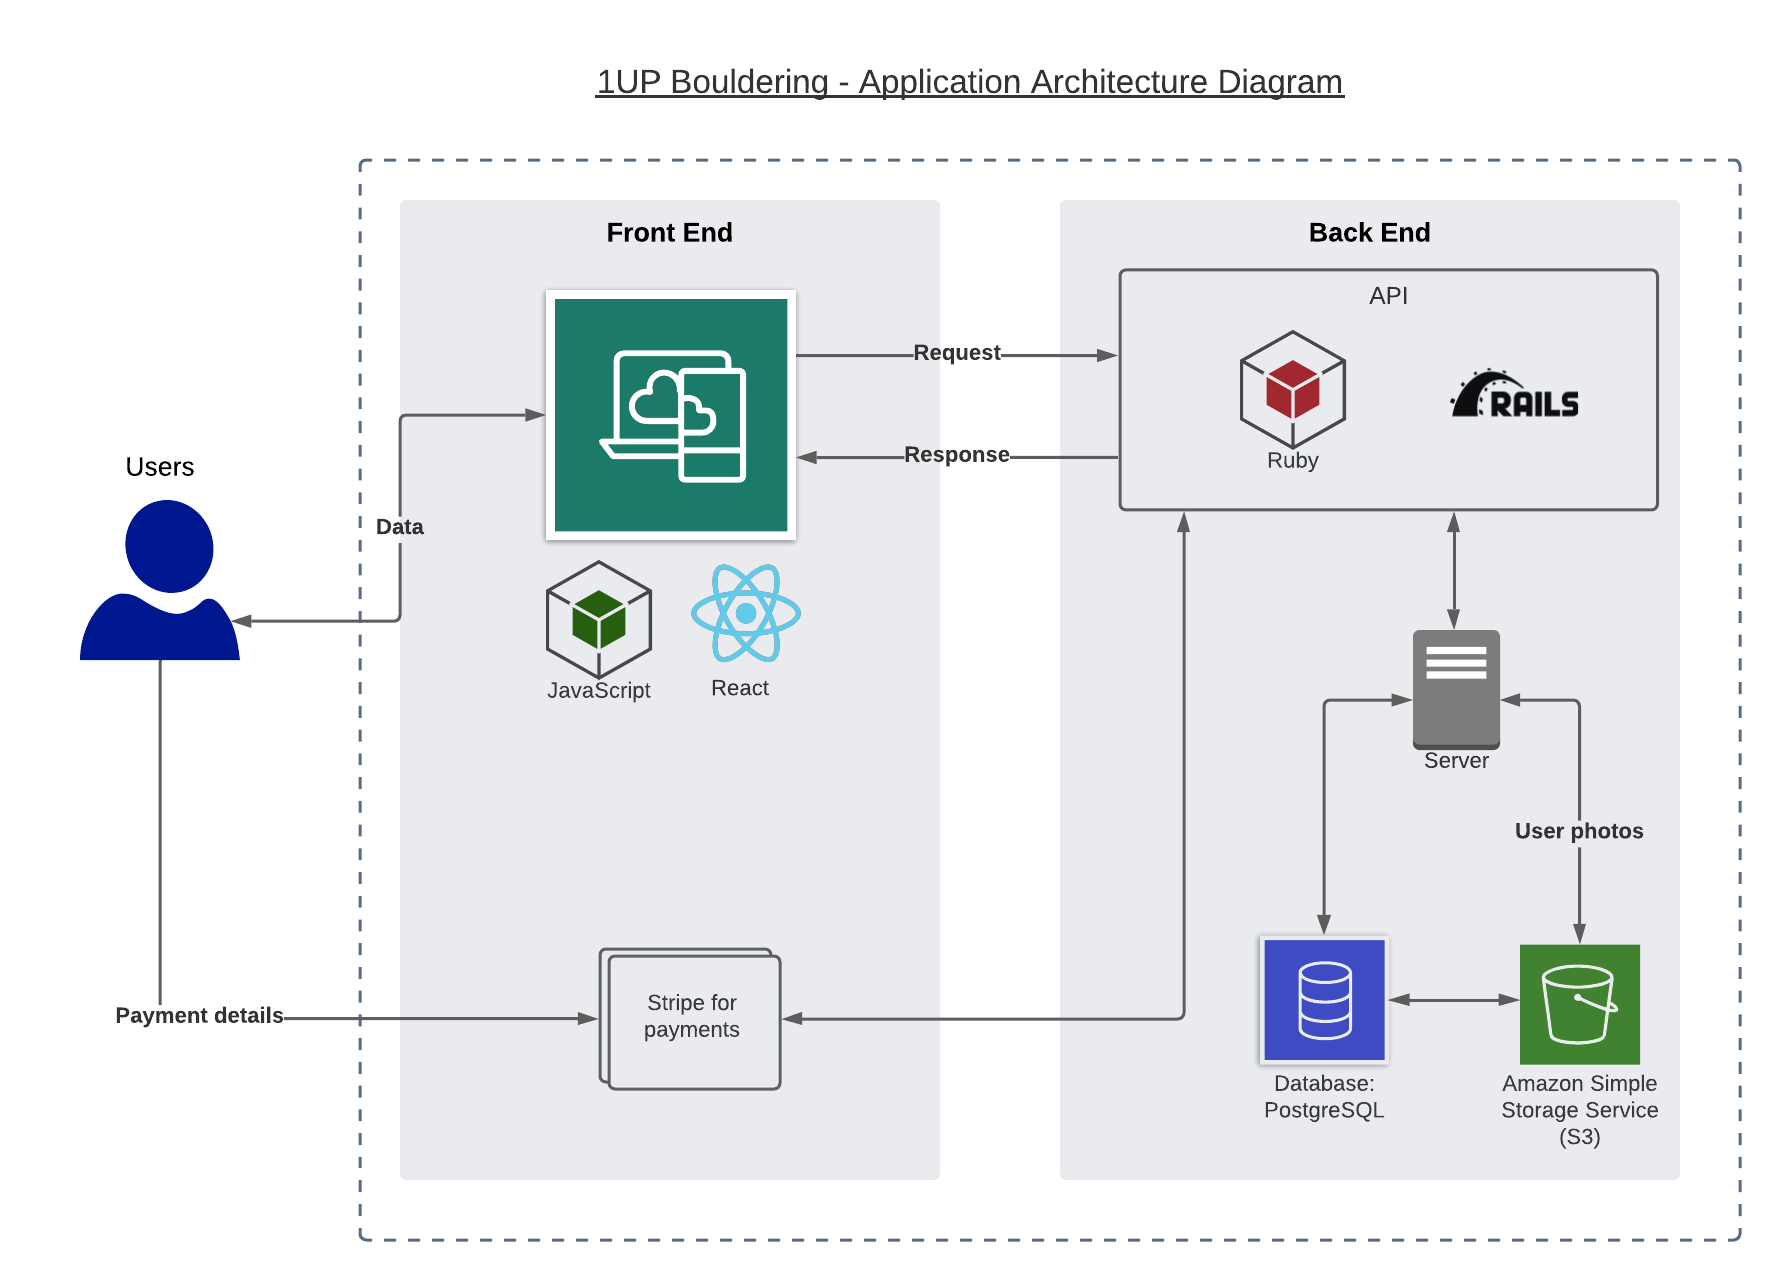 1UP Bouldering - Application Architecture Diagram
Front End
Back End
API
Request
RAILS
Response
Ruby
Users
Data
JavaScript
React
Server
User photos
Stripe for
payments
Payment details
Database:
PostgreSQL
Amazon Simple
Storage Service
(S3)